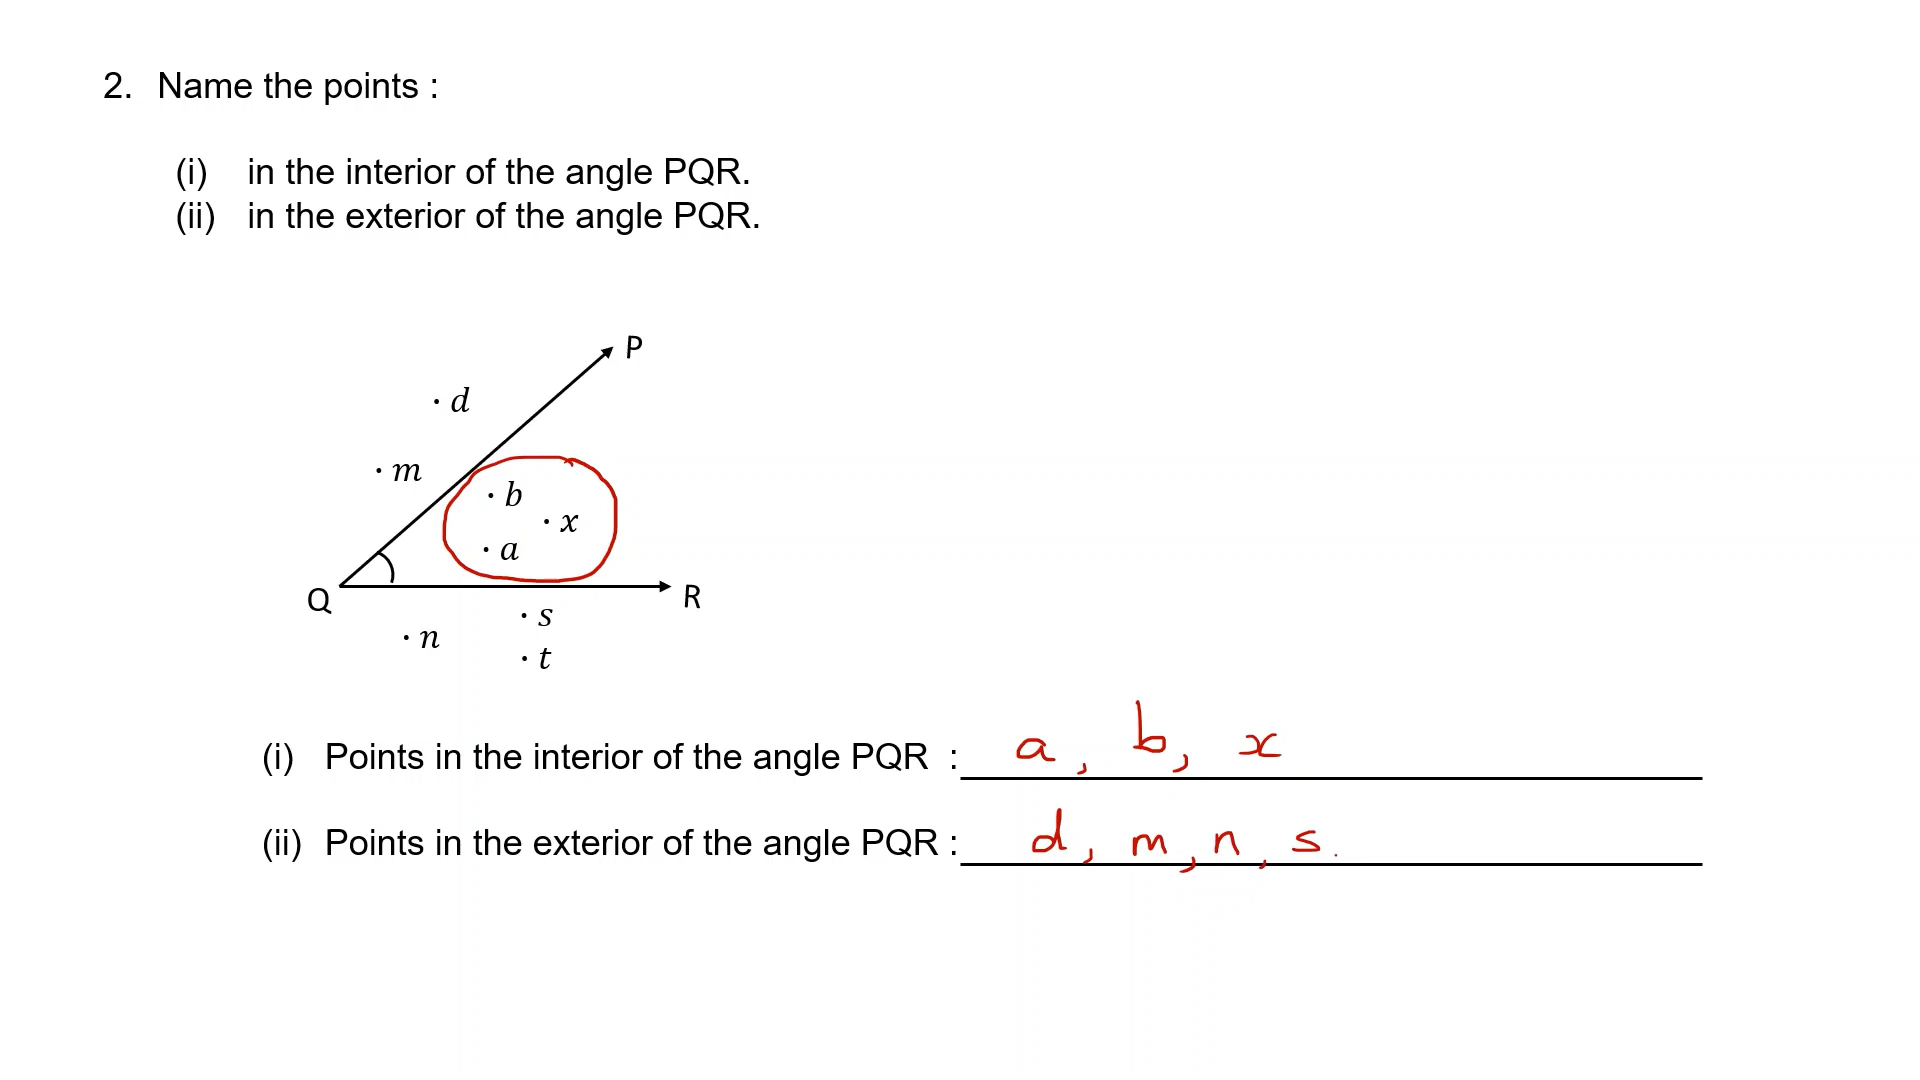 2. Name the points :
(i) in the interior of the angle PQR.
(ii) in the exterior of the angle PQR.
P
· d
· m
· b
· x
· a
Q
R
· s
· n
· t
(i) Points in the interior of the angle PQR : a, b, x
(ii) Points in the exterior of the angle PQR : d, m, n, s.